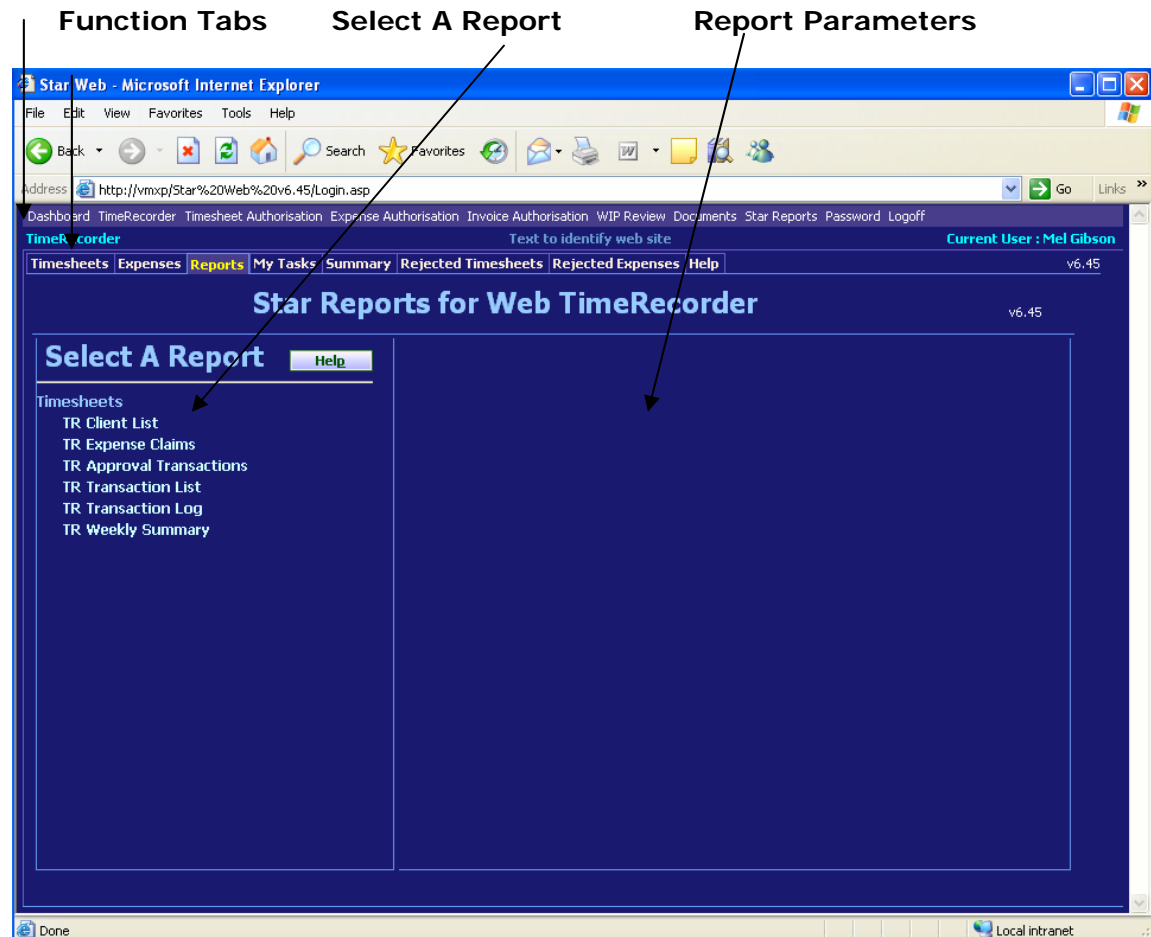 Function Tabs Select A Report Report Parameters
Star Web - Microsoft Internet Explorer
File Edit View Favorites Tools Help
Back Search Favorites
Address http://vmxp/Star%20Web%20v6.45/Login.asp Go Links »
Dashboard TimeRecorder Timesheet Authorisation Expense Authorisation Invoice Authorisation WIP Review Documents Star Reports Password Logoff
TimeRecorder Text to identify web site Current User : Mel Gibson
Timesheets Expenses Reports My Tasks Summary Rejected Timesheets Rejected Expenses Help v6.45
Star Reports for Web TimeRecorder v6.45
Select A Report Help
Timesheets
TR Client List
TR Expense Claims
TR Approval Transactions
TR Transaction List
TR Transaction Log
TR Weekly Summary
Done Local intranet